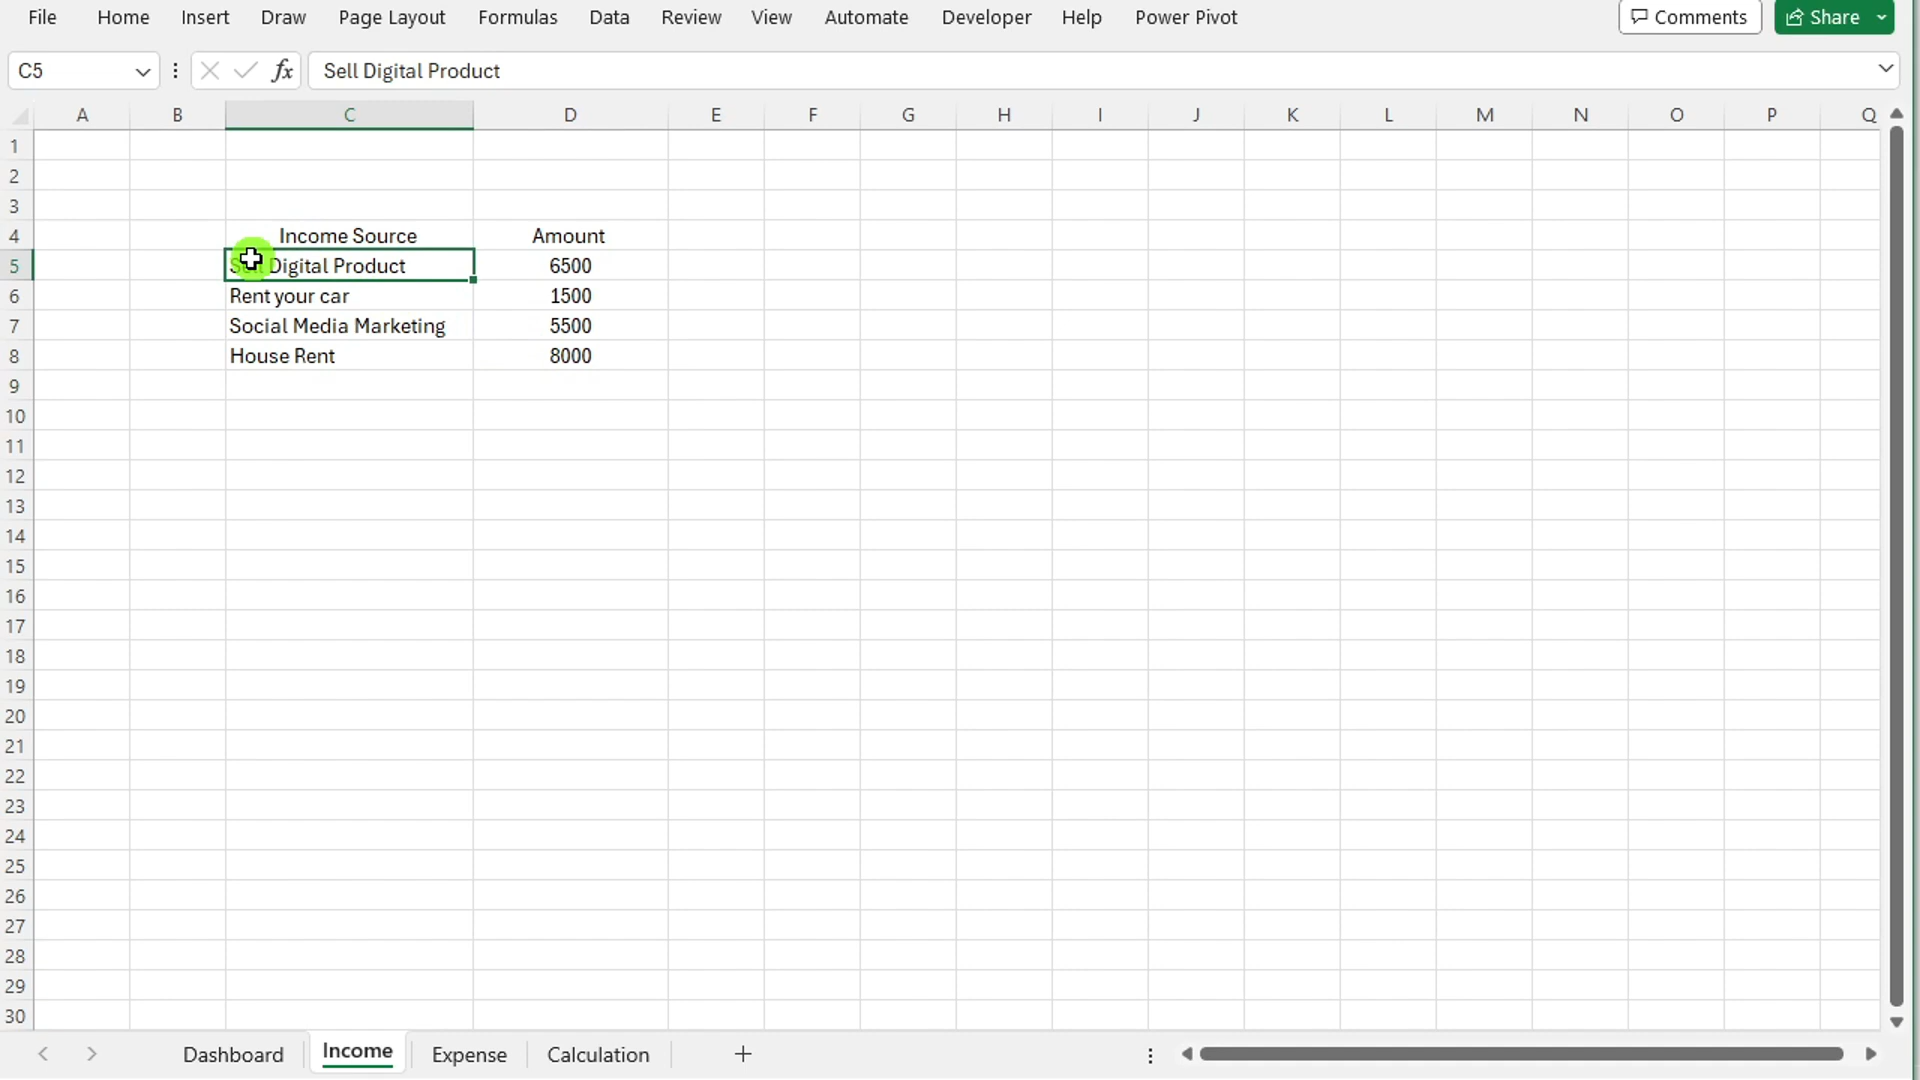 File Home Insert Draw Page Layout Formulas Data Review View Automate Developer Help Power Pivot Comments Share
C5 fx Sell Digital Product
A B C D E F G H I J K L M N O P Q
1
2
3
4 Income Source Amount
5 Sell Digital Product 6500
6 Rent your car 1500
7 Social Media Marketing 5500
8 House Rent 8000
9
10
11
12
13
14
15
16
17
18
19
20
21
22
23
24
25
26
27
28
29
30
Dashboard Income Expense Calculation